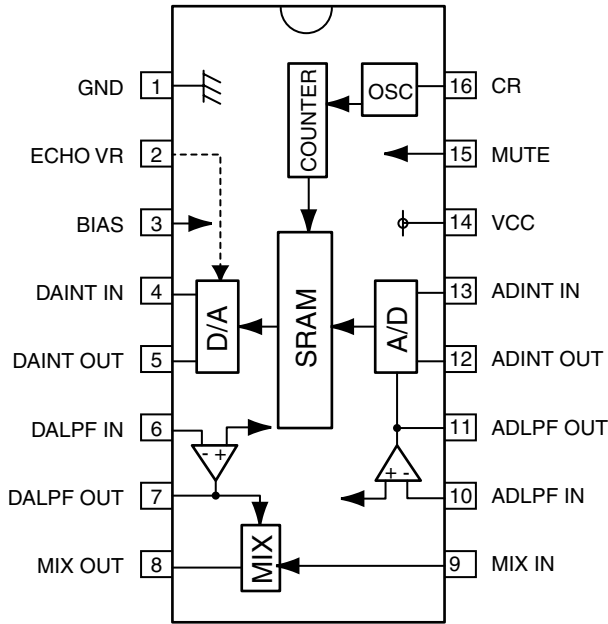 GND 1
ECHO VR 2
BIAS 3
DAINT IN 4
DAINT OUT 5
DALPF IN 6
DALPF OUT 7
MIX OUT 8
COUNTER
OSC
D/A
SRAM
A/D
- +
+ -
MIX
16 CR
15 MUTE
14 VCC
13 ADINT IN
12 ADINT OUT
11 ADLPF OUT
10 ADLPF IN
9 MIX IN